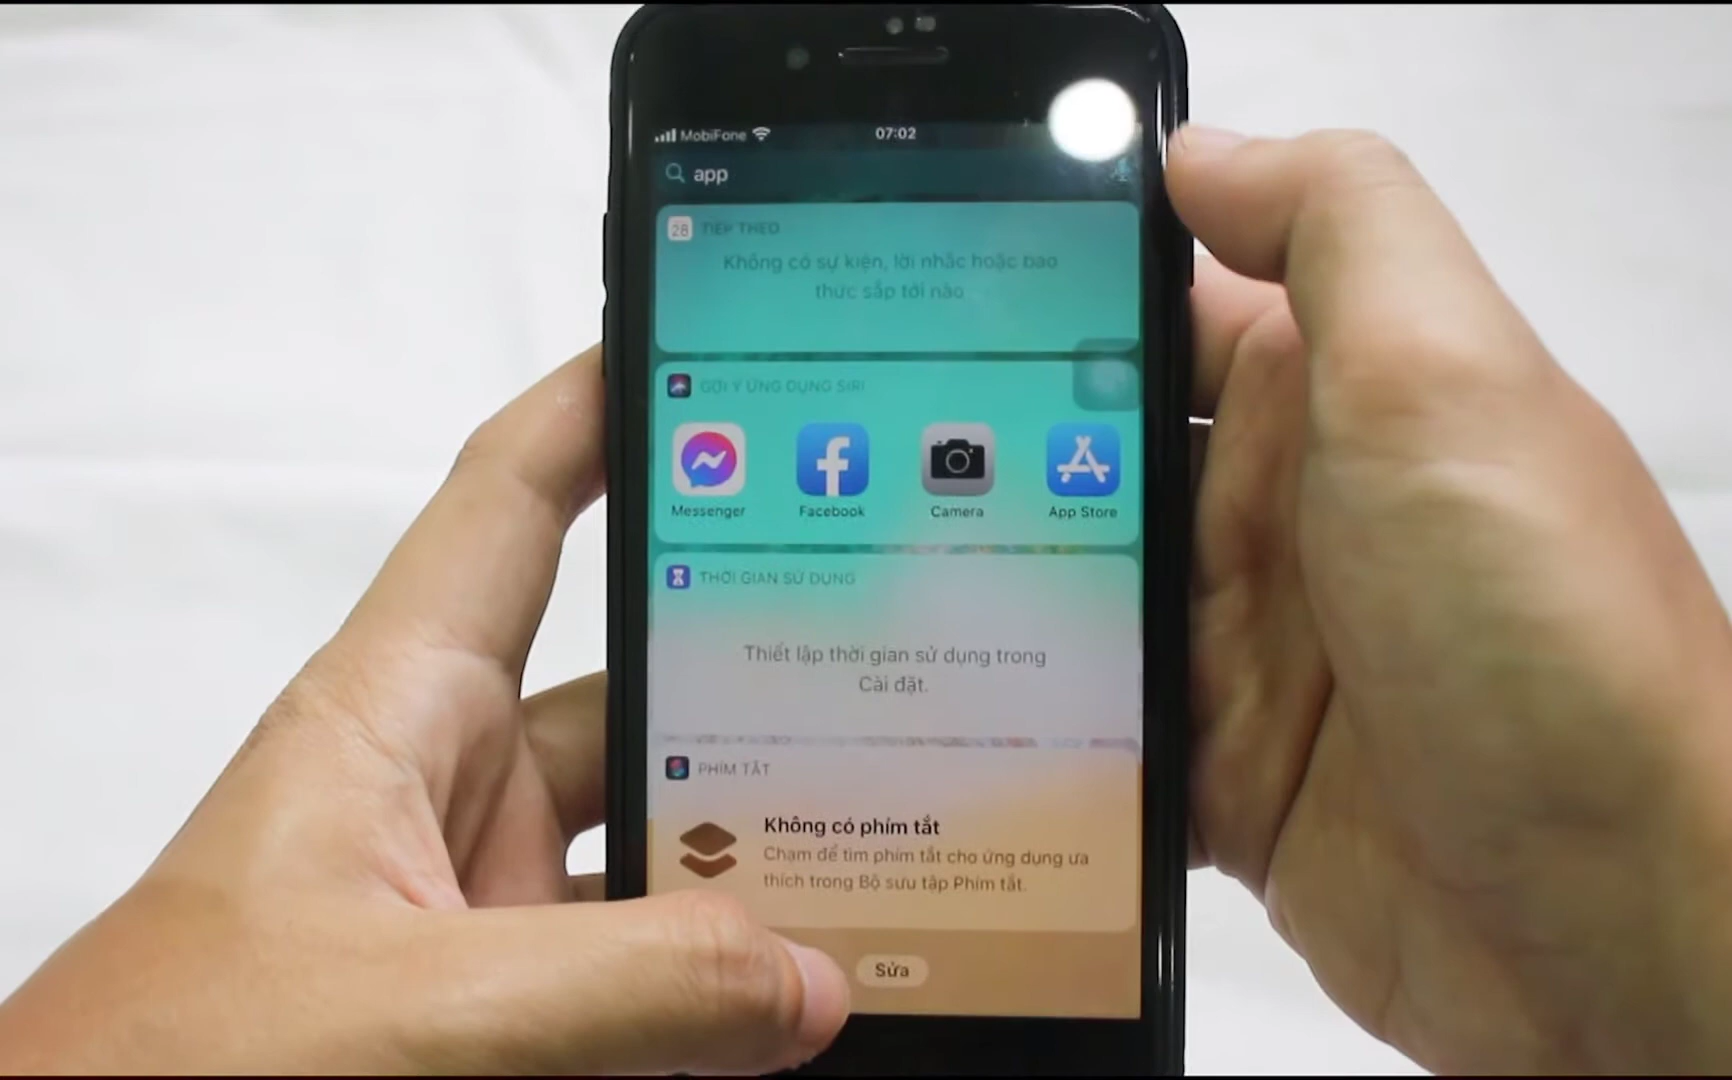 MobiFone
07:02
app
28 TIẾP THEO
Không có sự kiện, lời nhắc hoặc báo
thức sắp tới nào
GỢI Ý ỨNG DỤNG SIRI
Messenger
Facebook
Camera
App Store
THỜI GIAN SỬ DỤNG
Thiết lập thời gian sử dụng trong
Cài đặt.
PHÍM TẮT
Không có phím tắt
Chạm để tìm phím tắt cho ứng dụng ưa
thích trong Bộ sưu tập Phím tắt.
Sửa